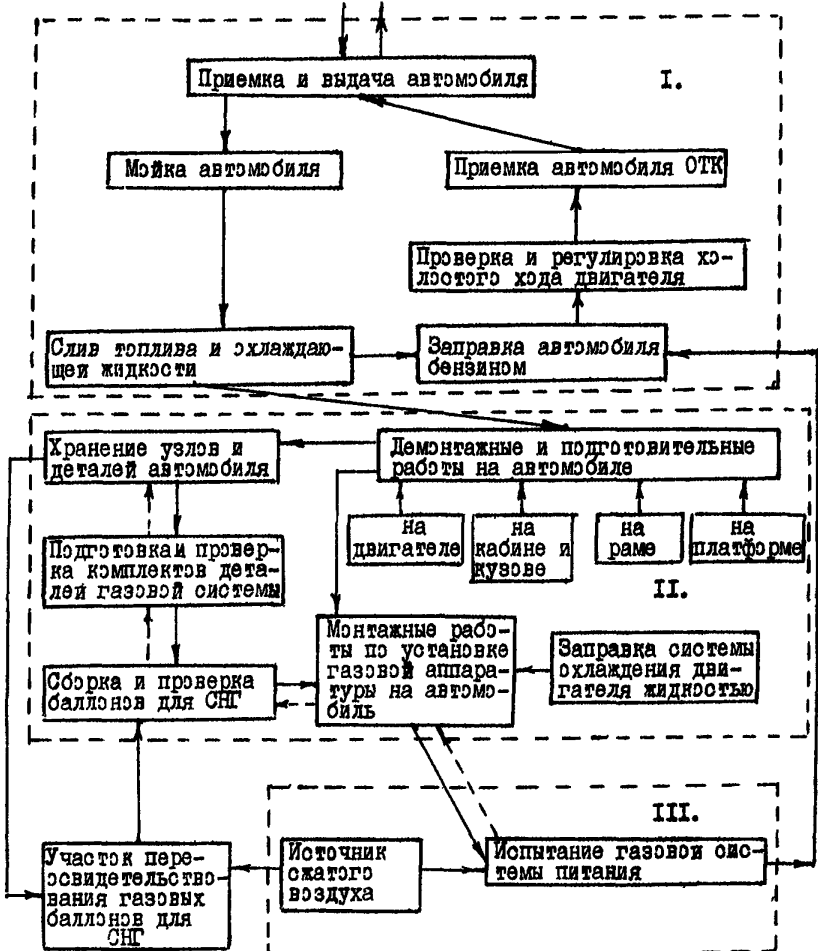 Приемка и выдача автомобиля
I.
Мойка автомобиля
Приемка автомобиля ОТК
Проверка и регулировка хо-
лостого хода двигателя
Слив топлива и охлаждаю-
щей жидкости
Заправка автомобиля
бензином
Хранение узлов и
деталей автомобиля
Демонтажные и подготовительные
работы на автомобиле
на
двигателе
на
кабине и
кузове
на
раме
на
платформе
II.
Подготовка и провер-
ка комплектов дета-
лей газовой системы
Монтажные рабо-
ты по установке
газовой аппара-
туры на автомо-
биль
Заправка системы
охлаждения дви-
гателя жидкостью
Сборка и проверка
баллонов для СНГ
III.
Участок пере-
освидетельство-
вания газовых
баллонов для
СНГ
Источник
сжатого
воздуха
Испытание газовой сис-
темы питания